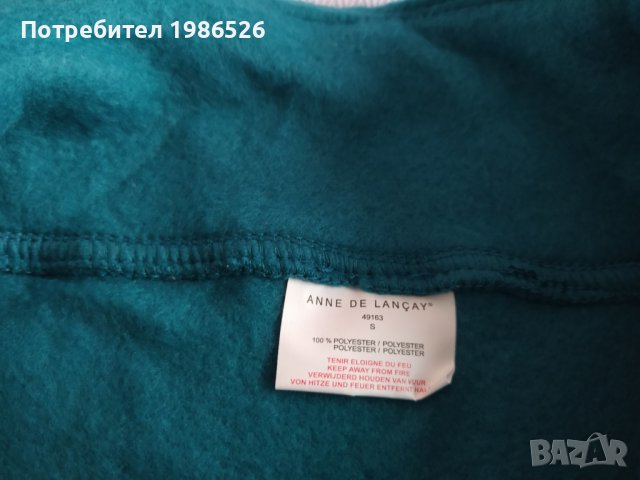 Потребител 1986526
ANNE DE LANÇAY®
49163
S
100 % POLYESTER / POLYESTER
POLYESTER / POLYESTER
TENIR ELOIGNE DU FEU
KEEP AWAY FROM FIRE
VERWIJDERD HOUDEN VAN VUUR
VON HITZE UND FEUER ENTFERNT HAL
BAZAR